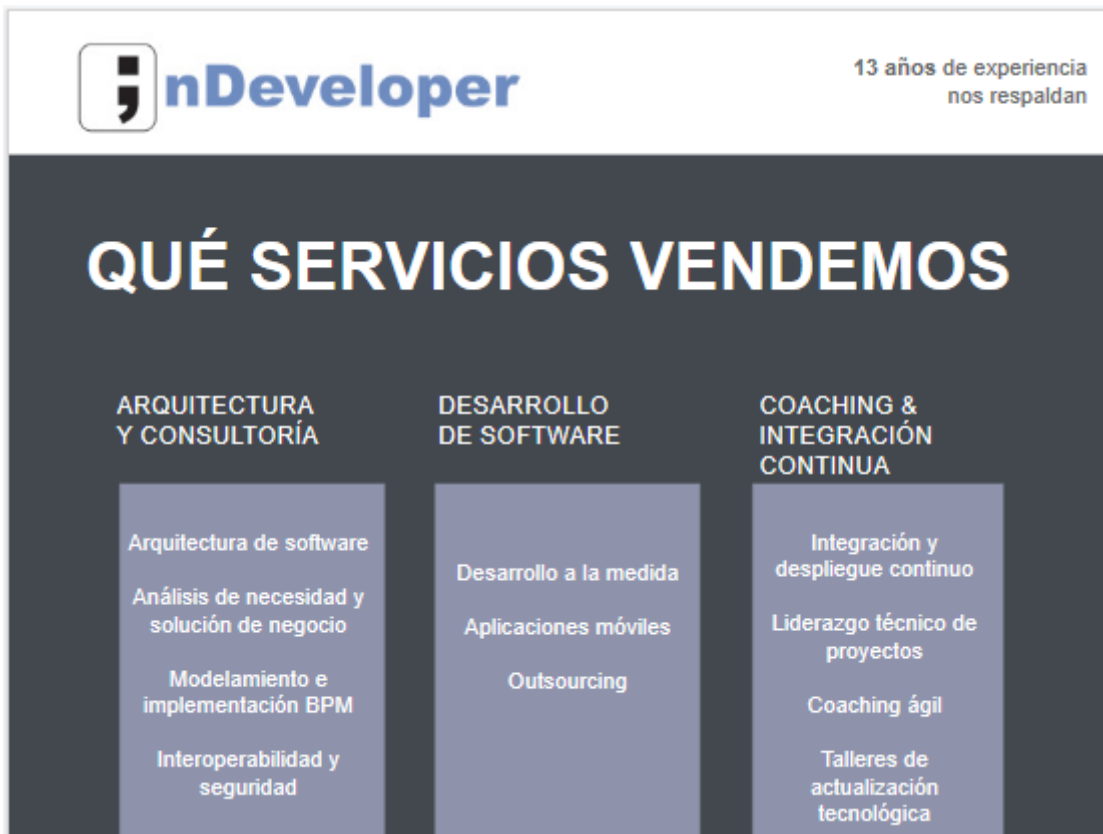 nDeveloper
13 años de experiencia
nos respaldan
QUÉ SERVICIOS VENDEMOS
ARQUITECTURA
Y CONSULTORÍA
Arquitectura de software
Análisis de necesidad y
solución de negocio
Modelamiento e
implementación BPM
Interoperabilidad y
seguridad
DESARROLLO
DE SOFTWARE
Desarrollo a la medida
Aplicaciones móviles
Outsourcing
COACHING &
INTEGRACIÓN
CONTINUA
Integración y
despliegue continuo
Liderazgo técnico de
proyectos
Coaching ágil
Talleres de
actualización
tecnológica